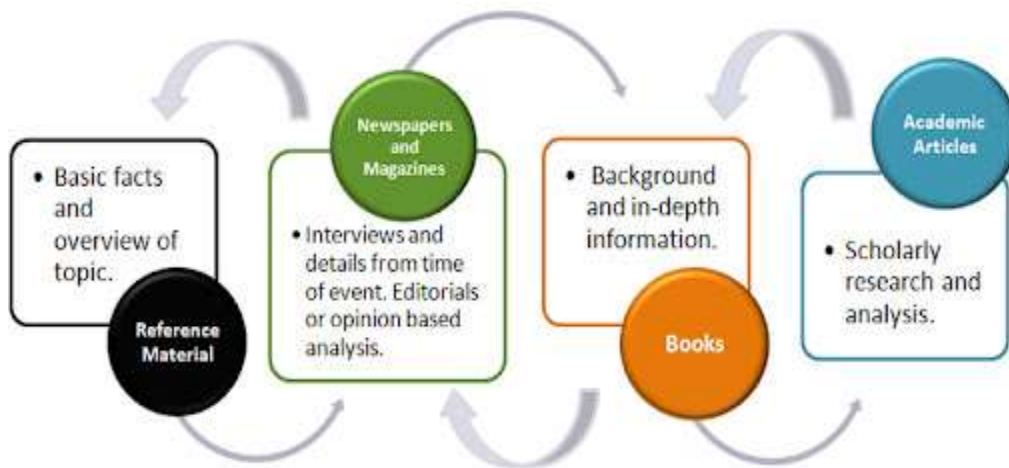 • Basic facts
and
overview of
topic.
Reference
Material
Newspapers
and
Magazines
• Interviews and
details from time
of event. Editorials
or opinion based
analysis.
• Background
and in-depth
information.
Books
Academic
Articles
• Scholarly
research and
analysis.